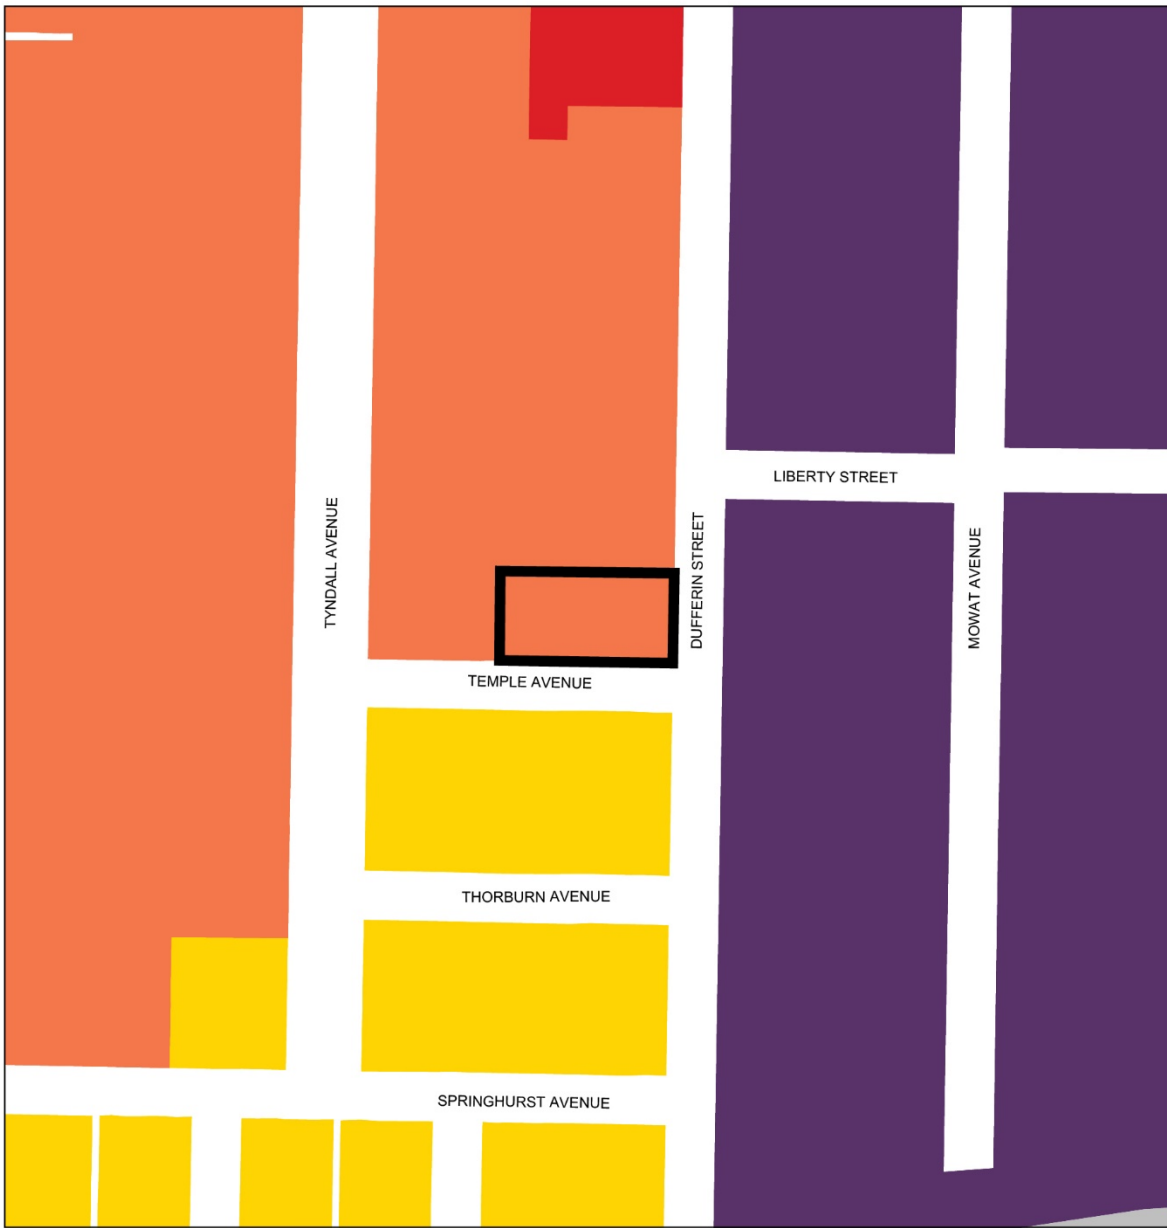 LIBERTY STREET
TYNDALL AVENUE
DUFFERIN STREET
MOWAT AVENUE
TEMPLE AVENUE
THORBURN AVENUE
SPRINGHURST AVENUE